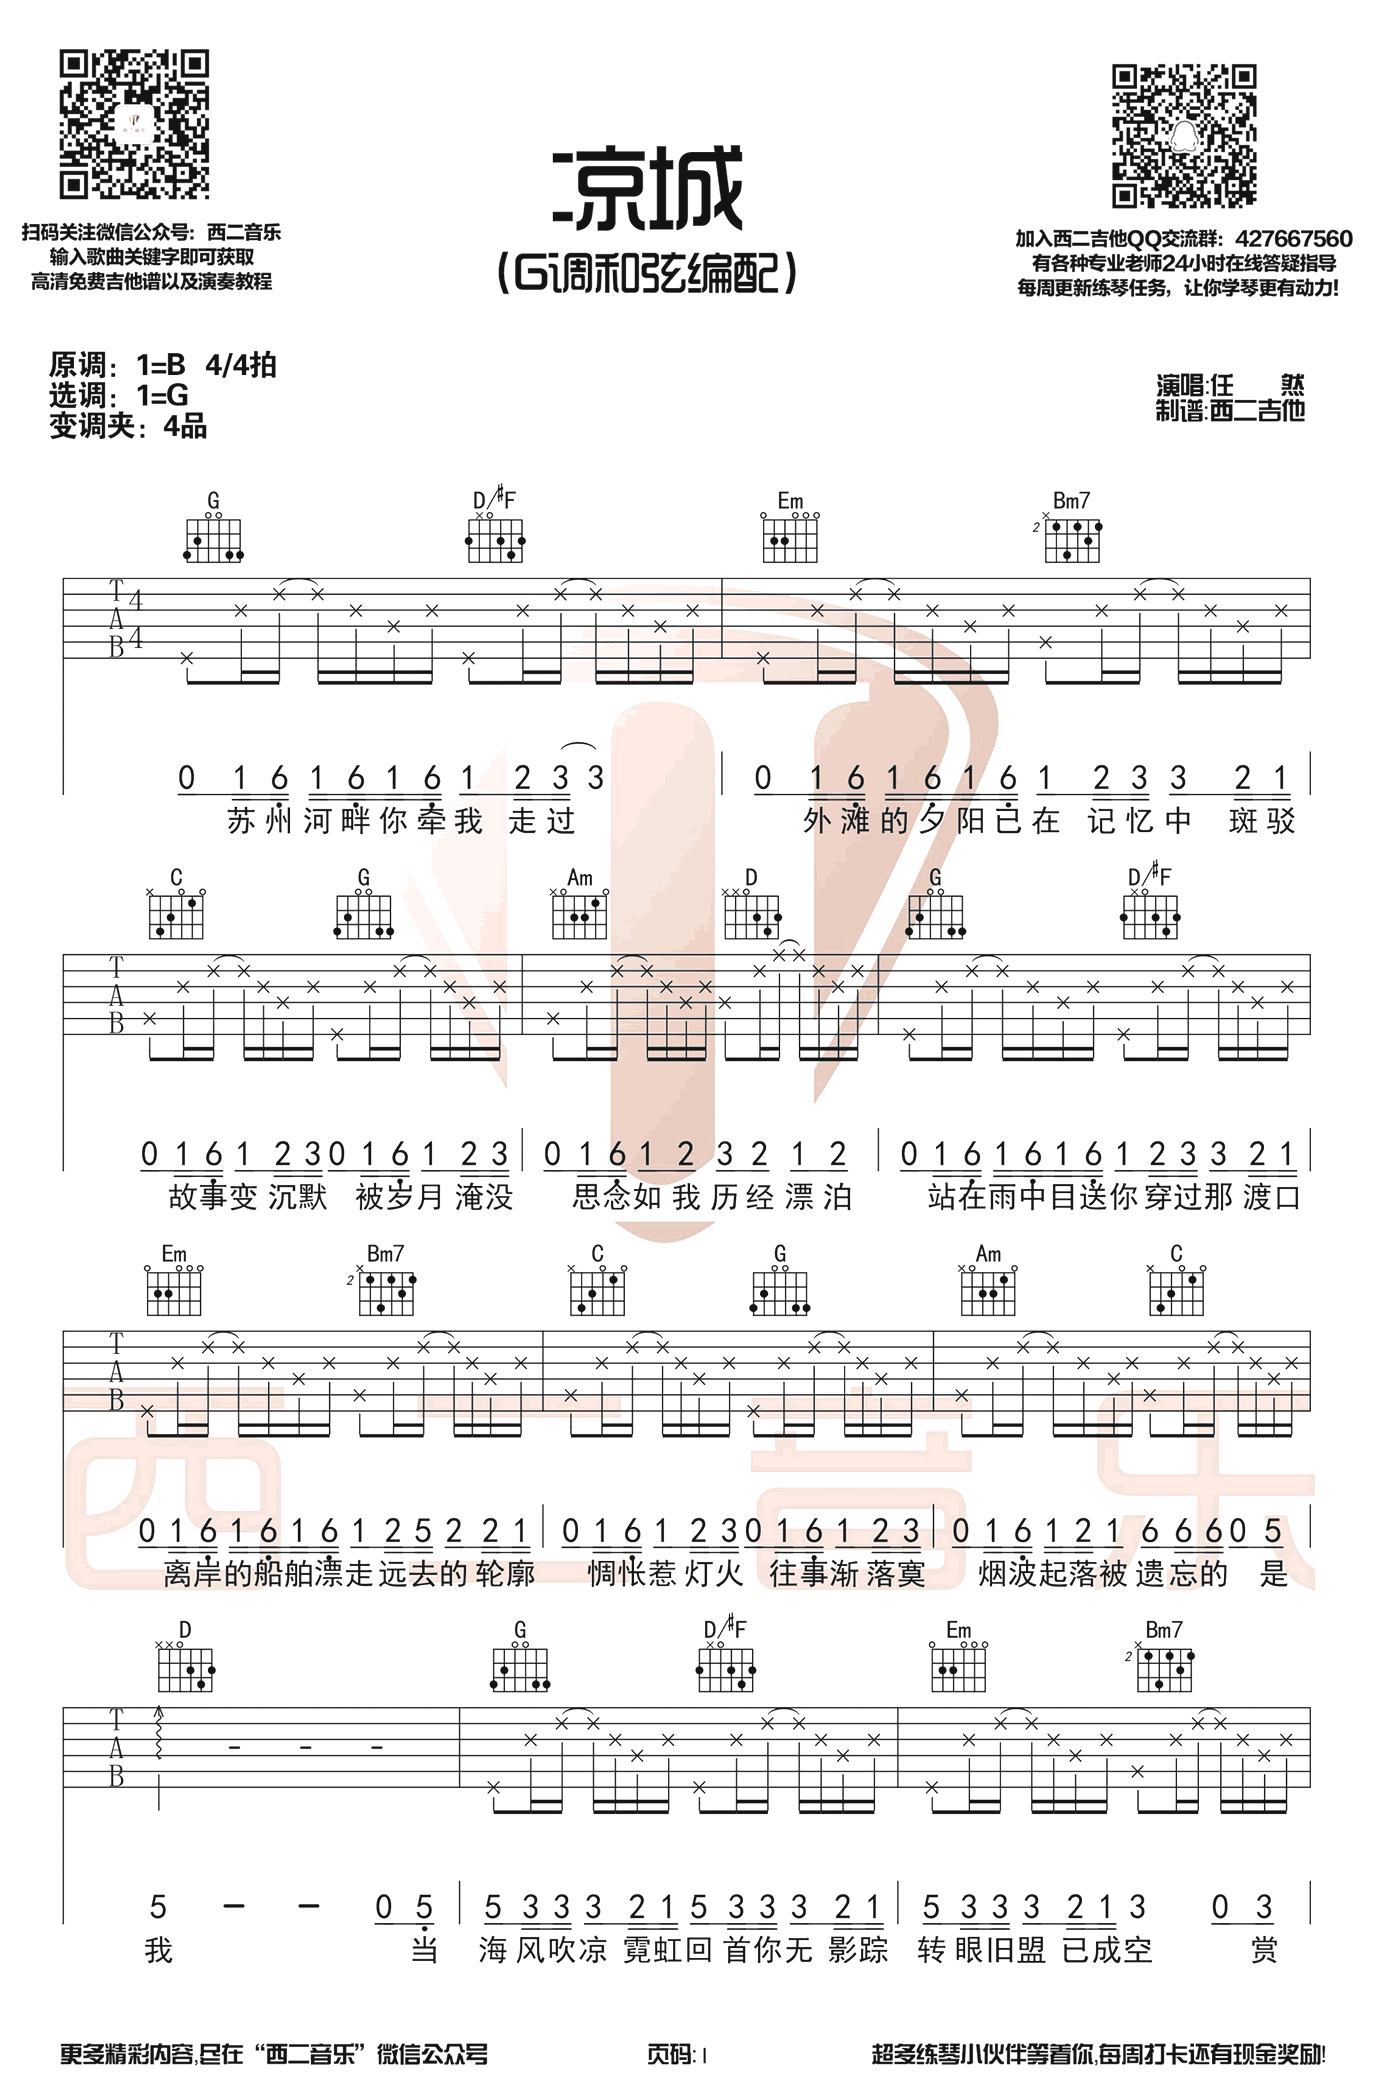 扫码关注微信公众号：西二音乐
输入歌曲关键字即可获取
高清免费吉他谱以及演奏教程
凉城
（G调和弦编配）
加入西二吉他QQ交流群：427667560
有各种专业老师24小时在线答疑指导
每周更新练琴任务，让你学琴更有动力！
原调：1=B 4/4拍
选调：1=G
变调夹：4品
演唱:任 然
制谱:西二吉他
G D/#F Em Bm7
2
T A B 4 4
0 1 6 1 6 1 6 1 2 3 3 0 1 6 1 6 1 6 1 2 3 3 2 1
苏州河畔你牵我 走过 外滩的夕阳已在 记忆中 斑驳
C G Am D G D/#F
T A B
0 1 6 1 2 3 0 1 6 1 2 3 0 1 6 1 2 3 2 1 2 0 1 6 1 6 1 6 1 2 3 3 2 1
故事变 沉默 被岁月 淹没 思念如我历经漂泊 站在雨中目送你穿过那 渡口
Em Bm7 C G Am C
2
T A B
0 1 6 1 6 1 6 1 2 5 2 2 1 0 1 6 1 2 3 0 1 6 1 2 3 0 1 6 1 2 1 6 6 6 0 5
离岸的船舶漂走 远去的 轮廓 惆怅惹 灯火 往事渐 落寞 烟波起落被 遗忘的 是
D G D/#F Em Bm7
2
T A B – – –
5 – – 0 5 5 3 3 3 2 1 5 3 3 3 2 1 5 3 3 3 2 1 3 0 3
我 当 海风吹凉 霓虹回 首你无 影踪 转眼旧盟 已成空 赏
更多精彩内容,尽在“西二音乐”微信公众号
页码: 1
超多练琴小伙伴等着你,每周打卡还有现金奖励!
西二音乐